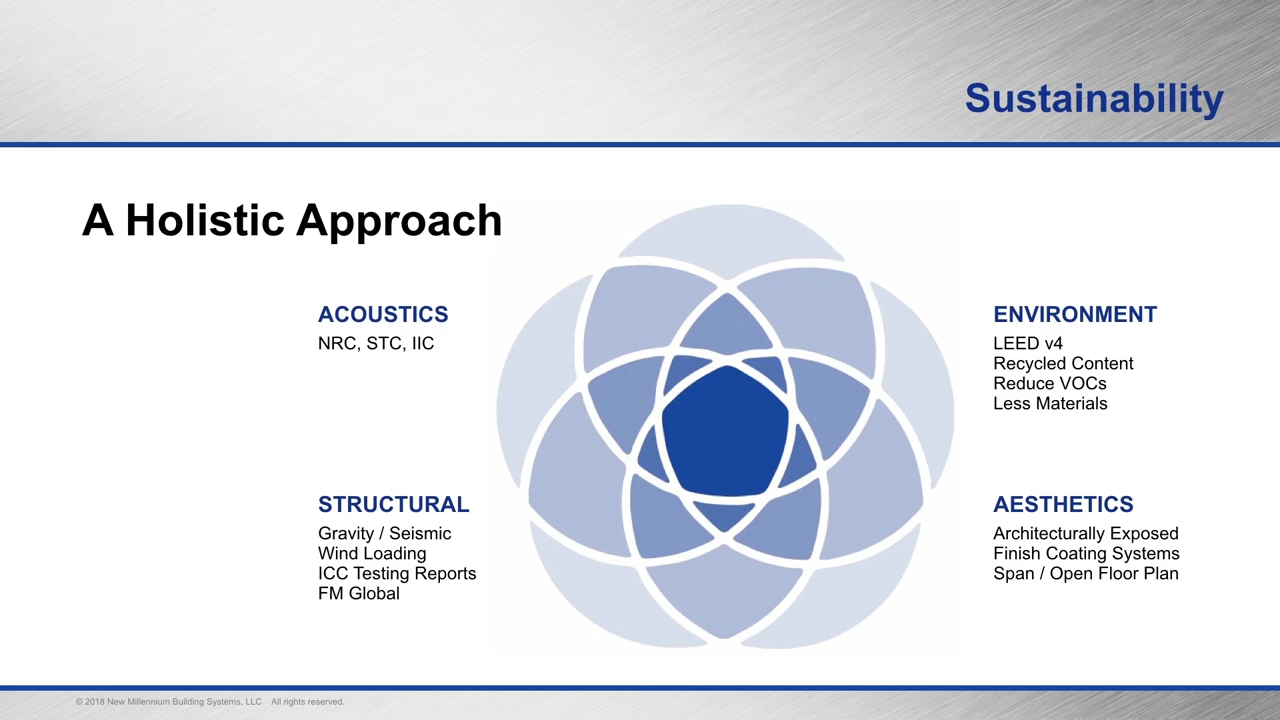 Sustainability
A Holistic Approach
ACOUSTICS
NRC, STC, IIC
ENVIRONMENT
LEED v4
Recycled Content
Reduce VOCs
Less Materials
STRUCTURAL
Gravity / Seismic
Wind Loading
ICC Testing Reports
FM Global
AESTHETICS
Architecturally Exposed
Finish Coating Systems
Span / Open Floor Plan
© 2018 New Millennium Building Systems, LLC All rights reserved.